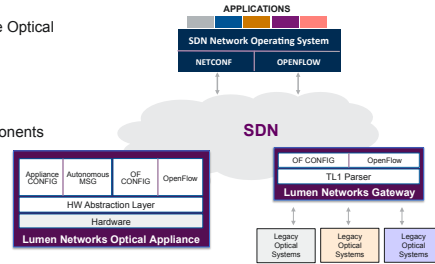 APPLICATIONS
e Optical
SDN Network Operating System
NETCONF
OPENFLOW
onents
SDN
Appliance CONFIG
Autonomous MSG
OF CONFIG
OpenFlow
HW Abstraction Layer
Hardware
Lumen Networks Optical Appliance
OF CONFIG
OpenFlow
TL1 Parser
Lumen Networks Gateway
Legacy
Optical
Systems
Legacy
Optical
Systems
Legacy
Optical
Systems